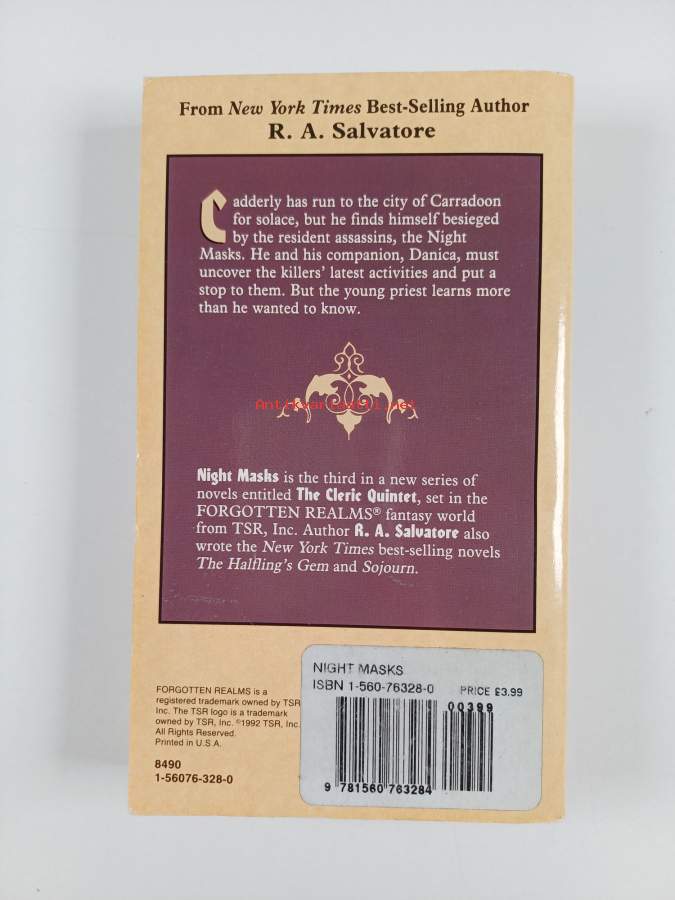 From New York Times Best-Selling Author
R. A. Salvatore
Cadderly has run to the city of Carradoon
for solace, but he finds himself besieged
by the resident assassins, the Night
Masks. He and his companion, Danica, must
uncover the killers' latest activities and put a
stop to them. But the young priest learns more
than he wanted to know.
Antikvariaatti.net
Night Masks is the third in a new series of
novels entitled The Cleric Quintet, set in the
FORGOTTEN REALMS® fantasy world
from TSR, Inc. Author R. A. Salvatore also
wrote the New York Times best-selling novels
The Halfling's Gem and Sojourn.
FORGOTTEN REALMS is a
registered trademark owned by TSR
Inc. The TSR logo is a trademark
owned by TSR, Inc. ©1992 TSR, Inc.
All Rights Reserved.
Printed in U.S.A.
8490
1-56076-328-0
NIGHT MASKS
ISBN 1-560-76328-0 PRICE £3.99
00399
9 781560 763284